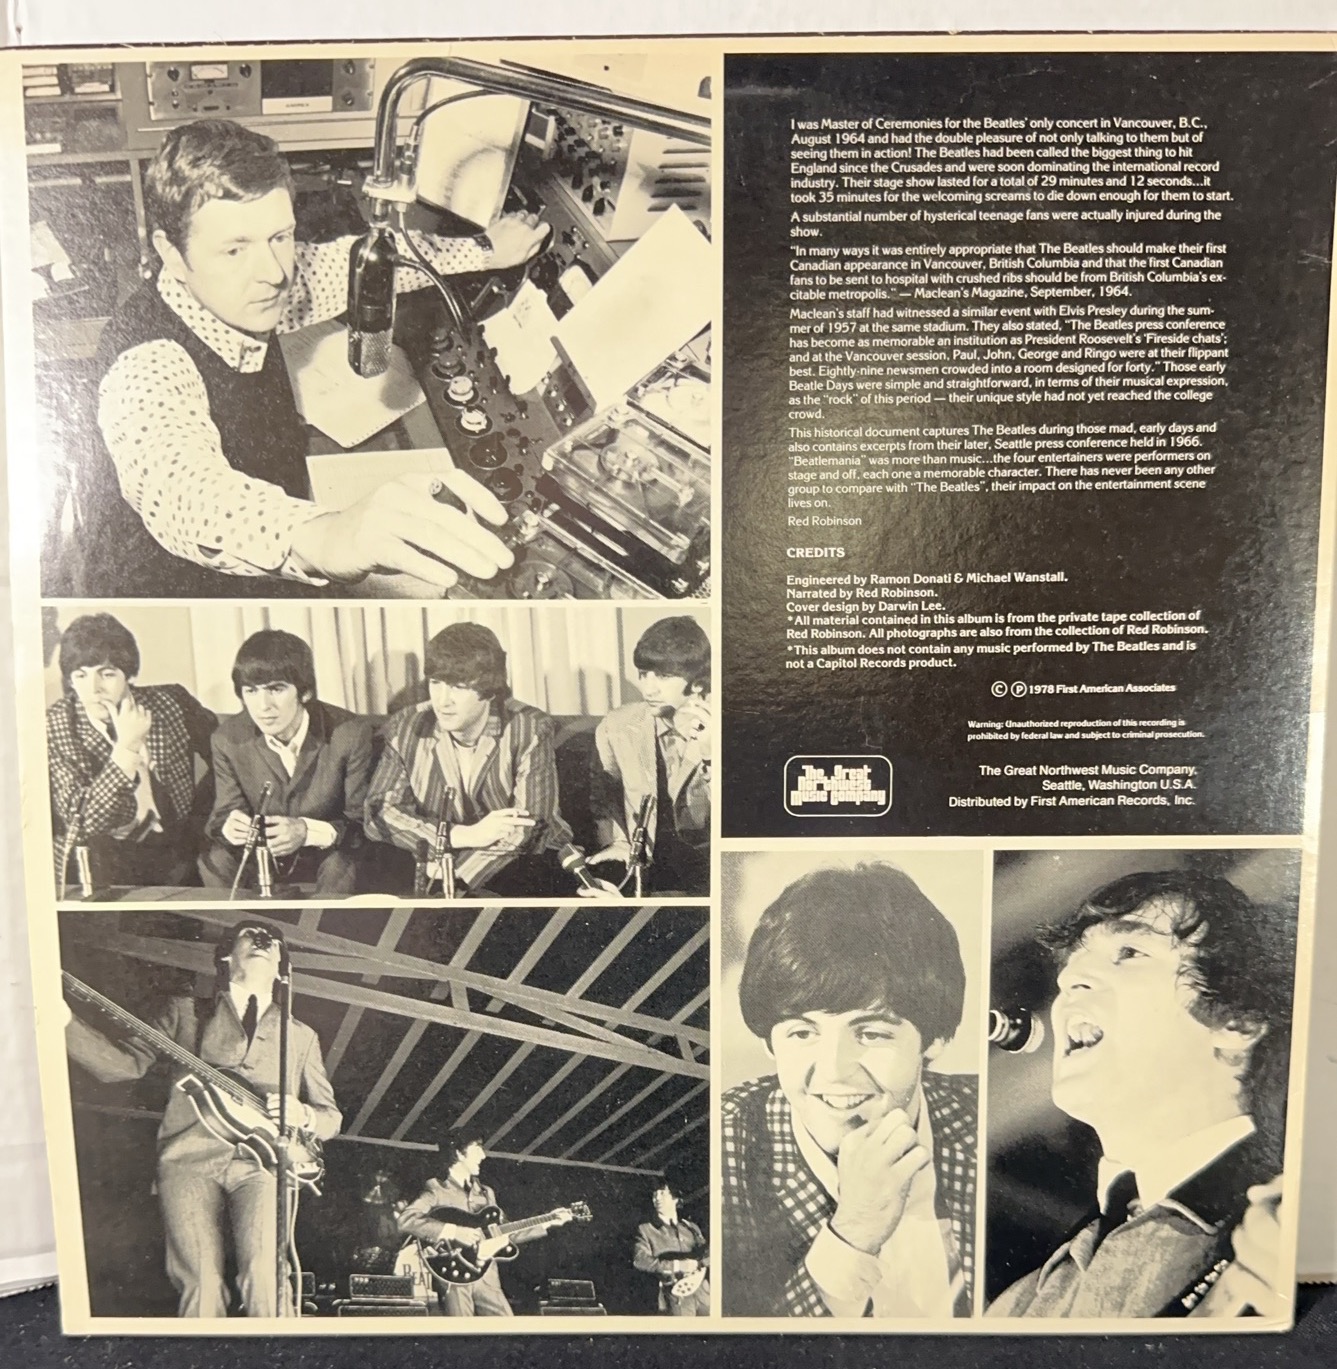 I was Master of Ceremonies for the Beatles' only concert in Vancouver, B.C.,
August 1964 and had the double pleasure of not only talking to them but of
seeing them in action! The Beatles had been called the biggest thing to hit
England since the Crusades and were soon dominating the international record
industry. Their stage show lasted for a total of 29 minutes and 12 seconds...it
took 35 minutes for the welcoming screams to die down enough for them to start.
A substantial number of hysterical teenage fans were actually injured during the
show.
"In many ways it was entirely appropriate that The Beatles should make their first
Canadian appearance in Vancouver, British Columbia and that the first Canadian
fans to be sent to hospital with crushed ribs should be from British Columbia's ex-
citable metropolis." — Maclean's Magazine, September, 1964.
Maclean's staff had witnessed a similar event with Elvis Presley during the sum-
mer of 1957 at the same stadium. They also stated, "The Beatles press conference
has become as memorable an institution as President Roosevelt's 'Fireside chats';
and at the Vancouver session, Paul, John, George and Ringo were at their flippant
best. Eighty-nine newsmen crowded into a room designed for forty." Those early
Beatle Days were simple and straightforward, in terms of their musical expression,
as the "rock" of this period — their unique style had not yet reached the college
crowd.
This historical document captures The Beatles during those mad, early days and
also contains excerpts from their later, Seattle press conference held in 1966.
"Beatlemania" was more than music...the four entertainers were performers on
stage and off, each one a memorable character. There has never been any other
group to compare with "The Beatles", their impact on the entertainment scene
lives on.
Red Robinson
CREDITS
Engineered by Ramon Donati & Michael Wanstall.
Narrated by Red Robinson.
Cover design by Darwin Lee.
*All material contained in this album is from the private tape collection of
Red Robinson. All photographs are also from the collection of Red Robinson.
*This album does not contain any music performed by The Beatles and is
not a Capitol Records product.
© ℗ 1978 First American Associates
Warning: Unauthorized reproduction of this recording is
prohibited by federal law and subject to criminal prosecution.
The Great
Northwest
Music Company
The Great Northwest Music Company,
Seattle, Washington U.S.A.
Distributed by First American Records, Inc.
BEAT